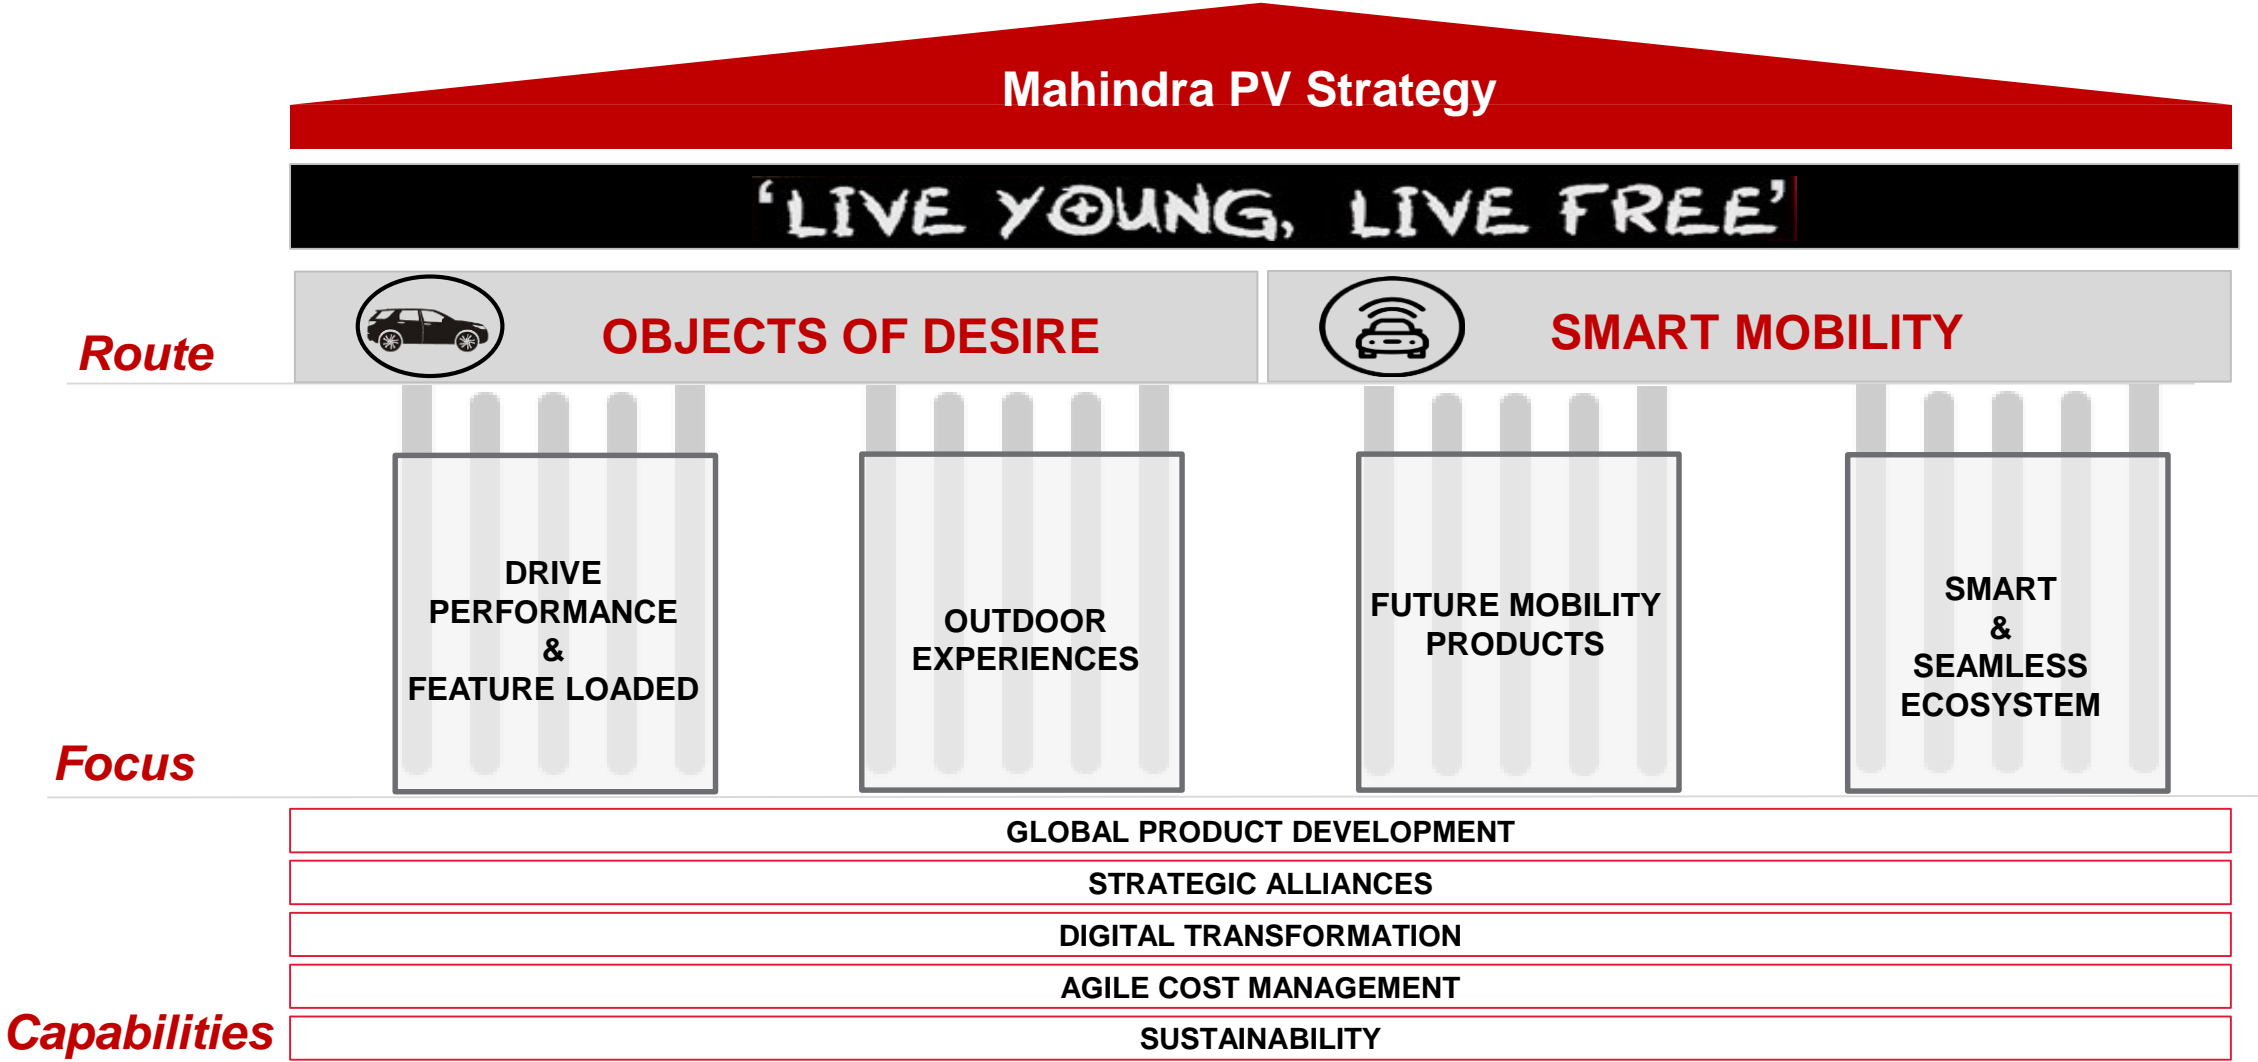 Mahindra PV Strategy
‘LIVE YOUNG, LIVE FREE’
Route
OBJECTS OF DESIRE
SMART MOBILITY
Focus
DRIVE
PERFORMANCE
&
FEATURE LOADED
OUTDOOR
EXPERIENCES
FUTURE MOBILITY
PRODUCTS
SMART
&
SEAMLESS
ECOSYSTEM
Capabilities
GLOBAL PRODUCT DEVELOPMENT
STRATEGIC ALLIANCES
DIGITAL TRANSFORMATION
AGILE COST MANAGEMENT
SUSTAINABILITY